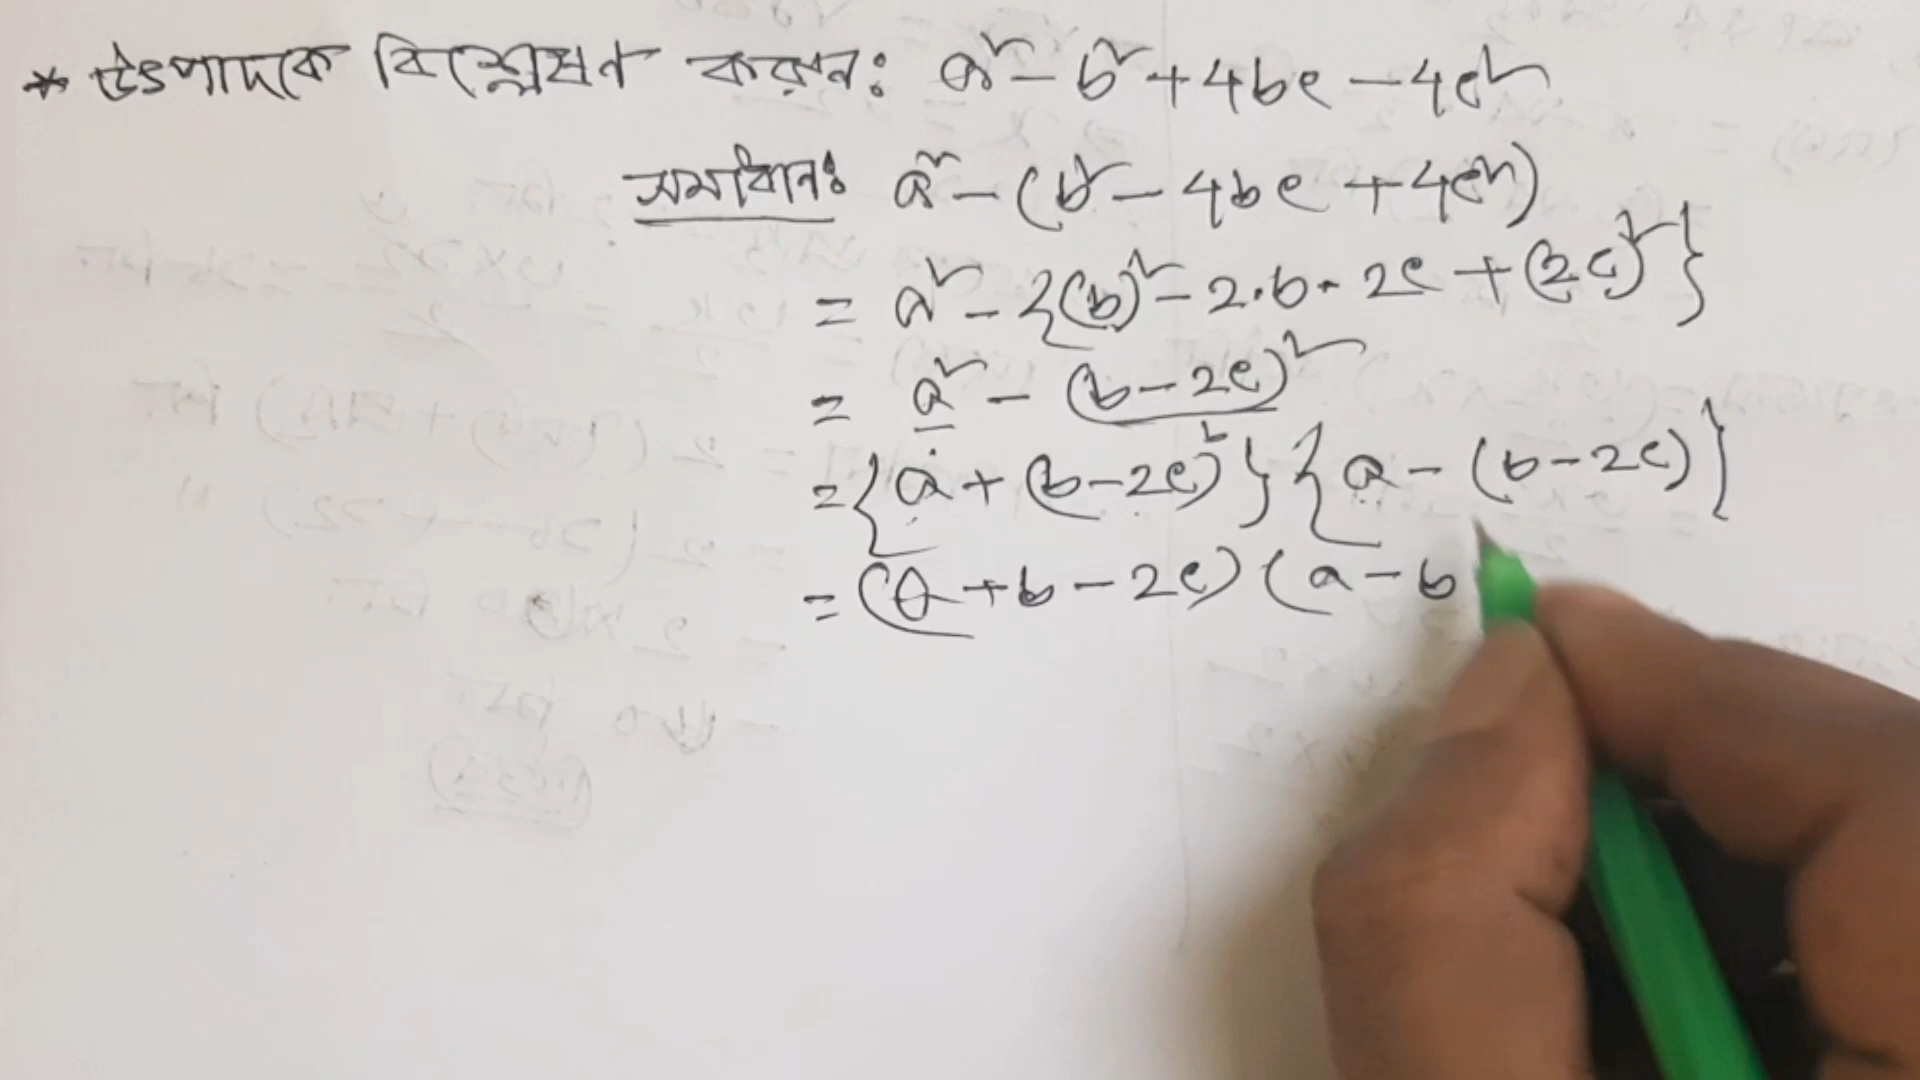 * উৎপাদকে বিশ্লেষণ করুন: a² - b² + 4bc - 4c²
সমাধান: a² - (b² - 4bc + 4c²)
= a² - {(b)² - 2·b·2c + (2c)²}
= a² - (b - 2c)²
= {a + (b - 2c)} {a - (b - 2c)}
= (a + b - 2c) (a - b